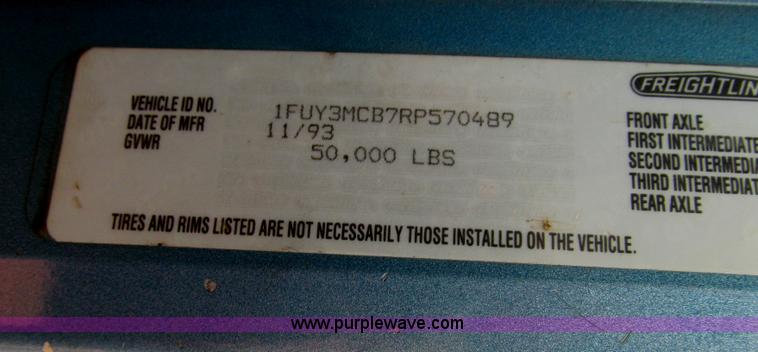 FREIGHTLIN
VEHICLE ID NO. 1FUY3MCB7RP570489
DATE OF MFR 11/93
GVWR 50,000 LBS
FRONT AXLE
FIRST INTERMEDIATE
SECOND INTERMEDIA
THIRD INTERMEDIAT
REAR AXLE
TIRES AND RIMS LISTED ARE NOT NECESSARILY THOSE INSTALLED ON THE VEHICLE.
www.purplewave.com